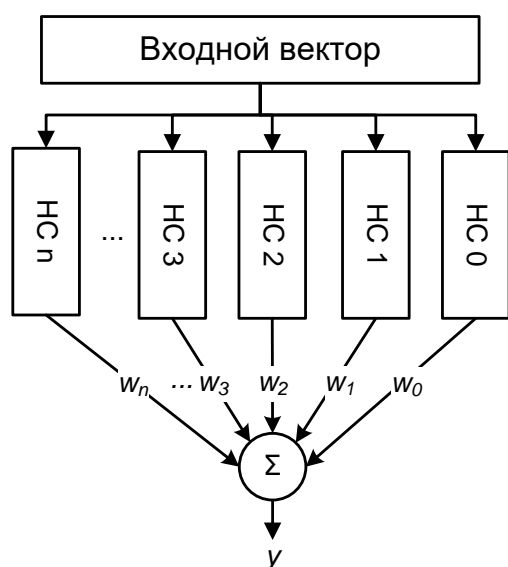 Входной вектор
НС n
...
НС 3
НС 2
НС 1
НС 0
wn
... w3
w2
w1
w0
Σ
y